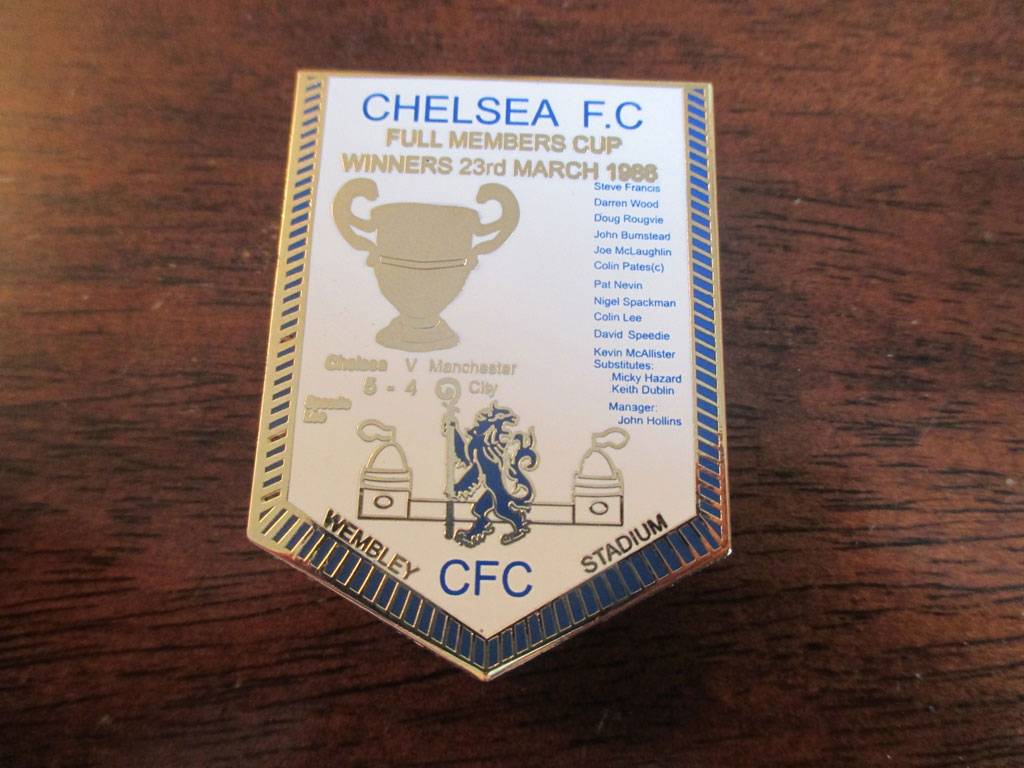 CHELSEA F.C
FULL MEMBERS CUP
WINNERS 23rd MARCH 1986
Steve Francis
Darren Wood
Doug Rougvie
John Bumstead
Joe McLaughlin
Colin Pates(c)
Pat Nevin
Nigel Spackman
Colin Lee
David Speedie
Kevin McAllister
Substitutes:
Micky Hazard
Keith Dublin
Manager:
John Hollins
Chelsea V Manchester
5 - 4 City
WEMBLEY STADIUM
CFC